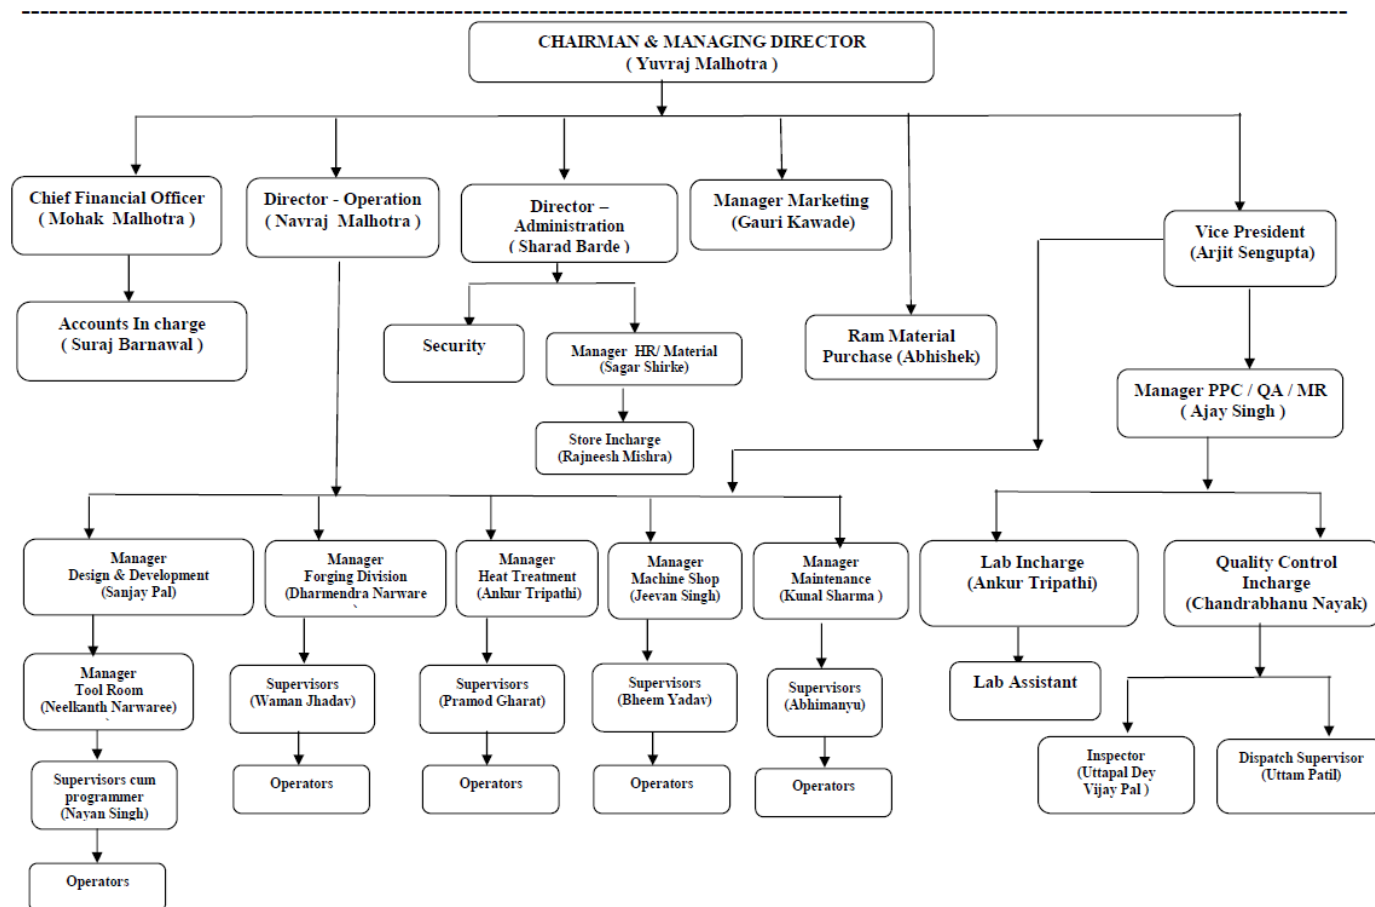 CHAIRMAN & MANAGING DIRECTOR
( Yuvraj Malhotra )
Chief Financial Officer
( Mohak Malhotra )
Director - Operation
( Navraj Malhotra )
Director –
Administration
( Sharad Barde )
Manager Marketing
(Gauri Kawade)
Vice President
(Arjit Sengupta)
Accounts In charge
( Suraj Barnawal )
Security
Manager HR/ Material
(Sagar Shirke)
Ram Material
Purchase (Abhishek)
Manager PPC / QA / MR
( Ajay Singh )
Store Incharge
(Rajneesh Mishra)
Manager
Design & Development
(Sanjay Pal)
Manager
Forging Division
(Dharmendra Narware
)
Manager
Heat Treatment
(Ankur Tripathi)
Manager
Machine Shop
(Jeevan Singh)
Manager
Maintenance
(Kunal Sharma )
Lab Incharge
(Ankur Tripathi)
Quality Control
Incharge
(Chandrabhanu Nayak)
Manager
Tool Room
(Neelkanth Narwaree)
)
Supervisors
(Waman Jhadav)
Supervisors
(Pramod Gharat)
Supervisors
(Bheem Yadav)
Supervisors
(Abhimanyu)
Lab Assistant
Supervisors cum
programmer
(Nayan Singh)
Operators
Operators
Operators
Operators
Inspector
(Uttapal Dey
Vijay Pal )
Dispatch Supervisor
(Uttam Patil)
Operators